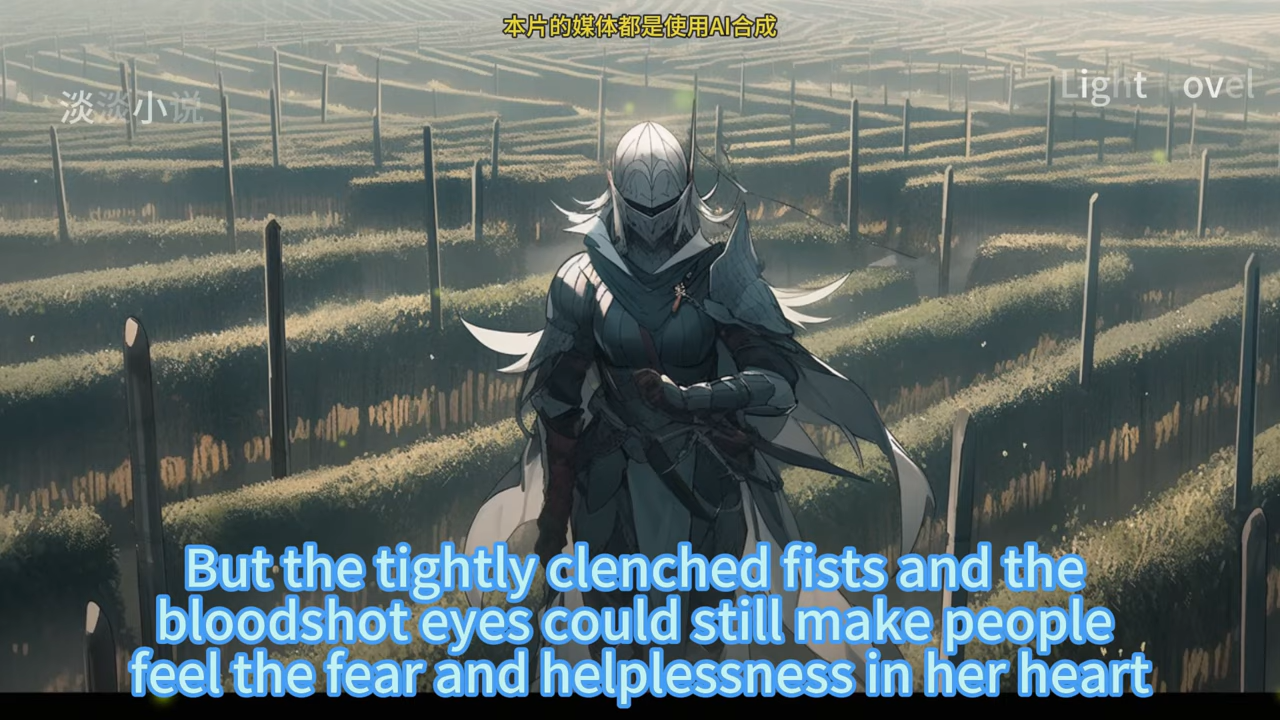 本片的媒体都是使用AI合成
淡淡小说
Light ovel
But the tightly clenched fists and the
bloodshot eyes could still make people
feel the fear and helplessness in her heart